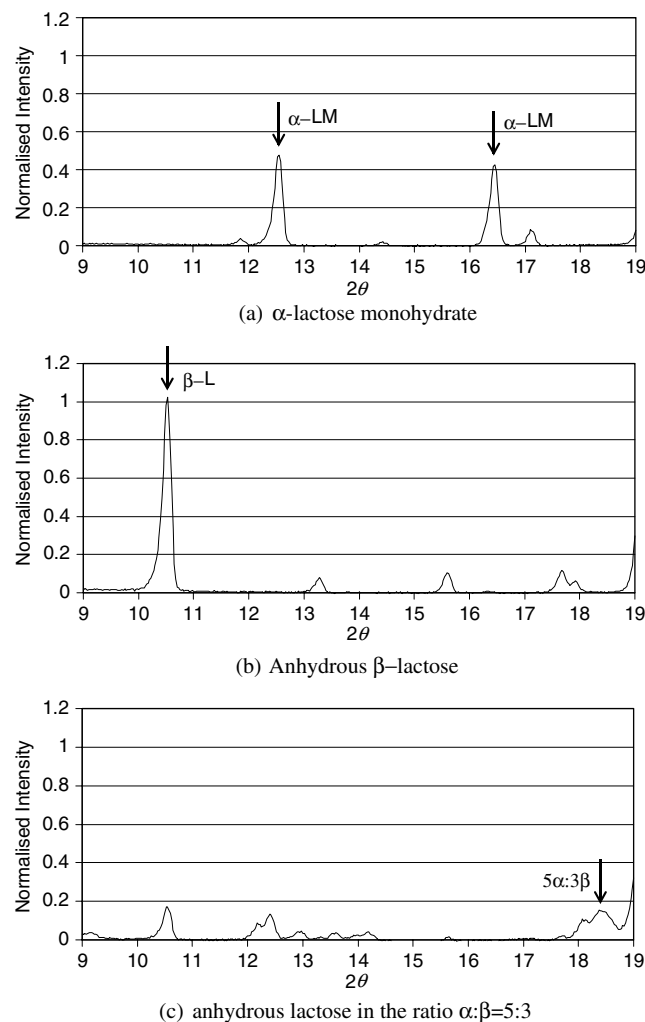 1.2
1
0.8
0.6
0.4
0.2
0
Normalised Intensity
α–LM
α–LM
9 10 11 12 13 14 15 16 17 18 19
2θ
(a) α-lactose monohydrate
1.2
1
0.8
0.6
0.4
0.2
0
Normalised Intensity
β–L
9 10 11 12 13 14 15 16 17 18 19
2θ
(b) Anhydrous β–lactose
1.2
1
0.8
0.6
0.4
0.2
0
Normalised Intensity
5α:3β
9 10 11 12 13 14 15 16 17 18 19
2θ
(c) anhydrous lactose in the ratio α:β=5:3